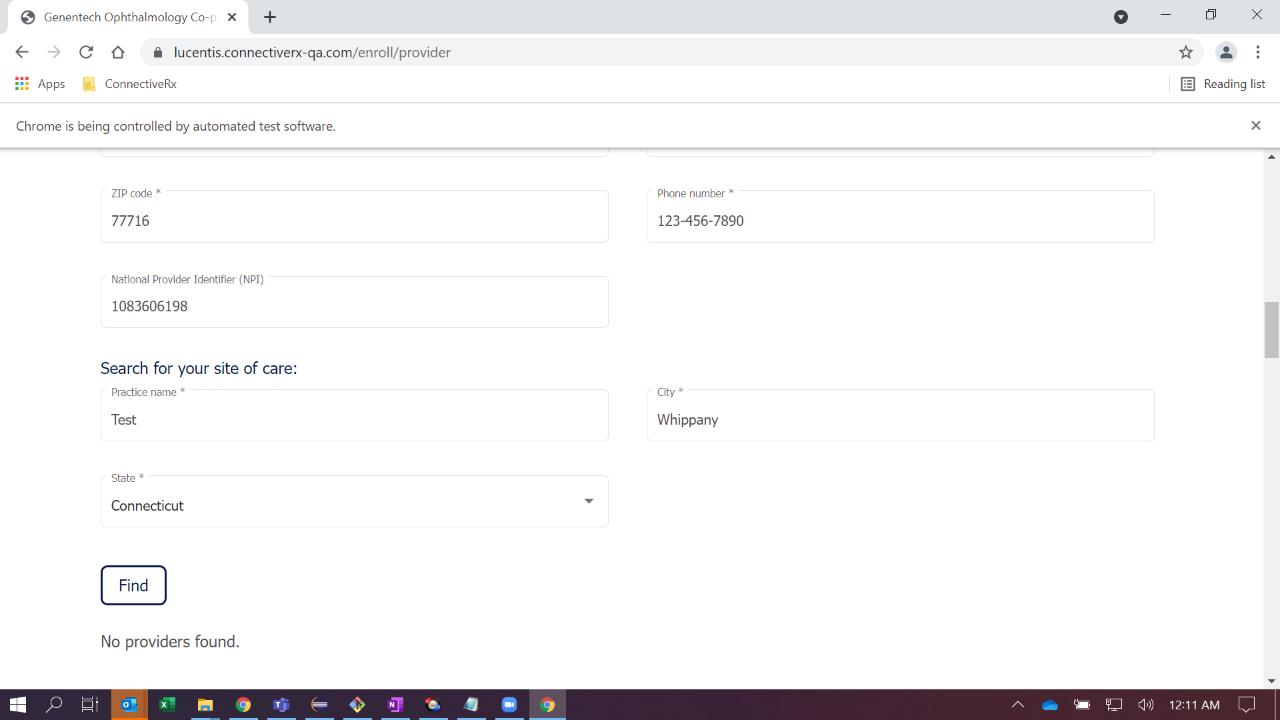 Genentech Ophthalmology Co-p
lucentis.connectiverx-qa.com/enroll/provider
Apps
ConnectiveRx
Reading list
Chrome is being controlled by automated test software.
ZIP code *
Phone number *
77716
123-456-7890
National Provider Identifier (NPI)
1083606198
Search for your site of care:
Practice name *
City *
Test
Whippany
State *
Connecticut
Find
No providers found.
12:11 AM